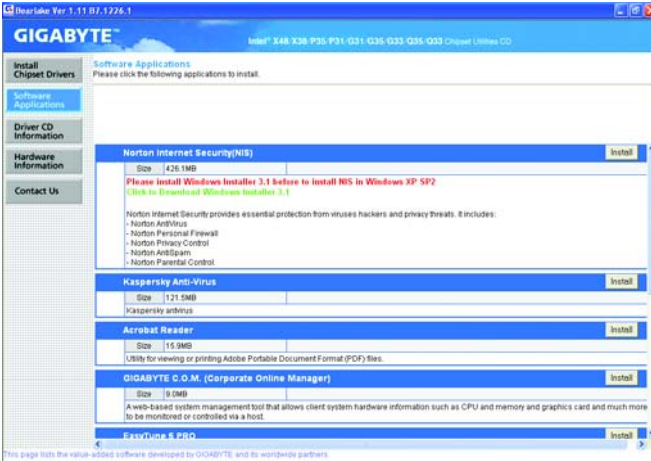 Bearlake Ver 1.11 B7.1226.1
GIGABYTE™
Intel® X48/X38/P35/P31/G31/G35/G33/Q35/Q33 Chipset Utilities CD
Install
Chipset Drivers
Software
Applications
Driver CD
Information
Hardware
Information
Contact Us
Software Applications
Please click the following applications to install.
Norton Internet Security(NIS)
Install
Size 426.1MB
Please install Windows Installer 3.1 before to install NIS in Windows XP SP2
Click to Download Windows Installer 3.1
Norton Internet Security provides essential protection from viruses hackers and privacy threats. It includes:
- Norton AntiVirus
- Norton Personal Firewall
- Norton Privacy Control
- Norton AntiSpam
- Norton Parental Control.
Kaspersky Anti-Virus
Install
Size 121.5MB
Kaspersky antivirus
Acrobat Reader
Install
Size 15.9MB
Utility for viewing or printing Adobe Portable Document Format (PDF) files.
GIGABYTE C.O.M. (Corporate Online Manager)
Install
Size 9.0MB
A web-based system management tool that allows client system hardware information such as CPU and memory and graphics card and much more
to be monitored or controlled via a host.
EasyTune 5 PRO
Install
This page lists the value-added software developed by GIGABYTE and its worldwide partners.